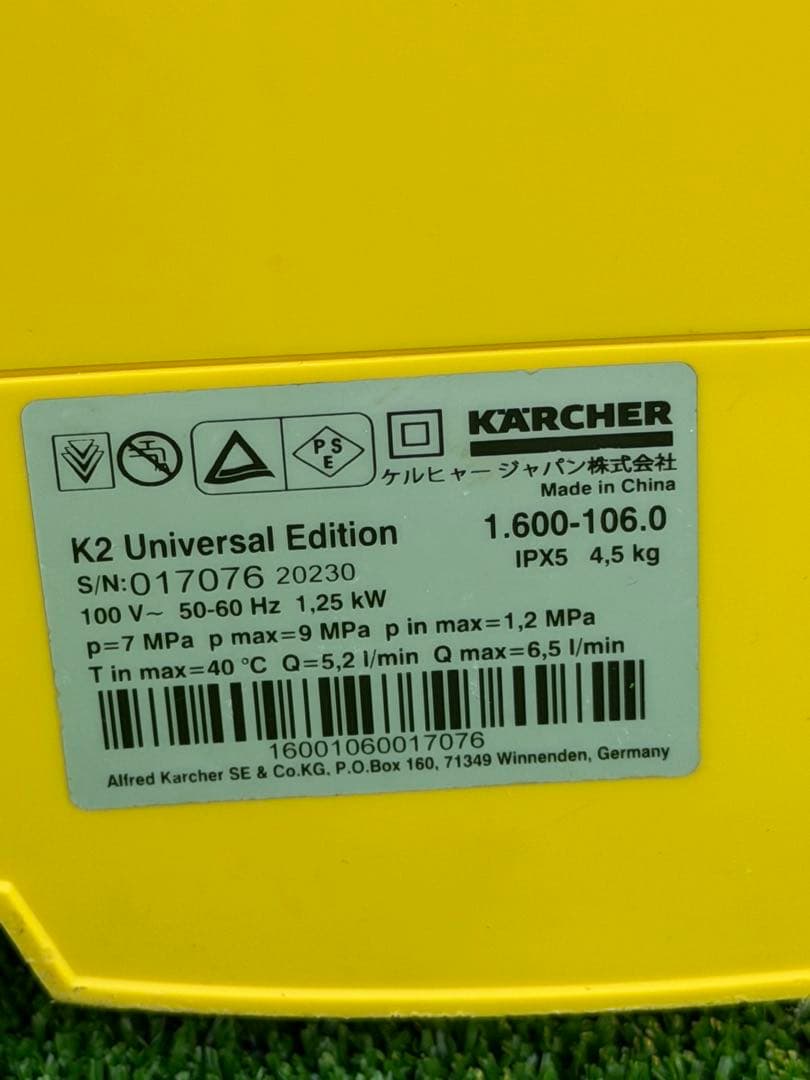 P S
E
KÄRCHER
ケルヒャー ジャパン株式会社
Made in China
K2 Universal Edition
1.600-106.0
S/N:017076 20230
IPX5 4,5 kg
100 V~ 50-60 Hz 1,25 kW
p=7 MPa p max=9 MPa p in max=1,2 MPa
T in max=40 °C Q=5,2 l/min Q max=6,5 l/min
16001060017076
Alfred Karcher SE & Co.KG, P.O.Box 160, 71349 Winnenden, Germany